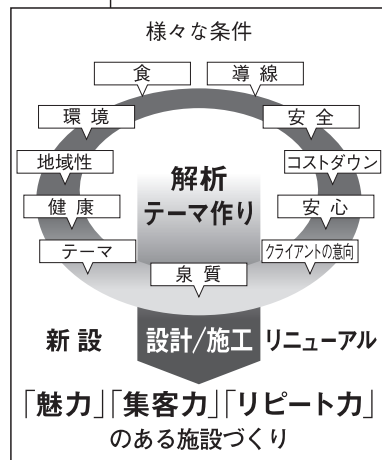 様々な条件
食
導線
環境
安全
地域性
コストダウン
解析
テーマ作り
健康
安心
テーマ
クライアントの意向
泉質
新設
設計/施工
リニューアル
「魅力」「集客力」「リピート力」
のある施設づくり